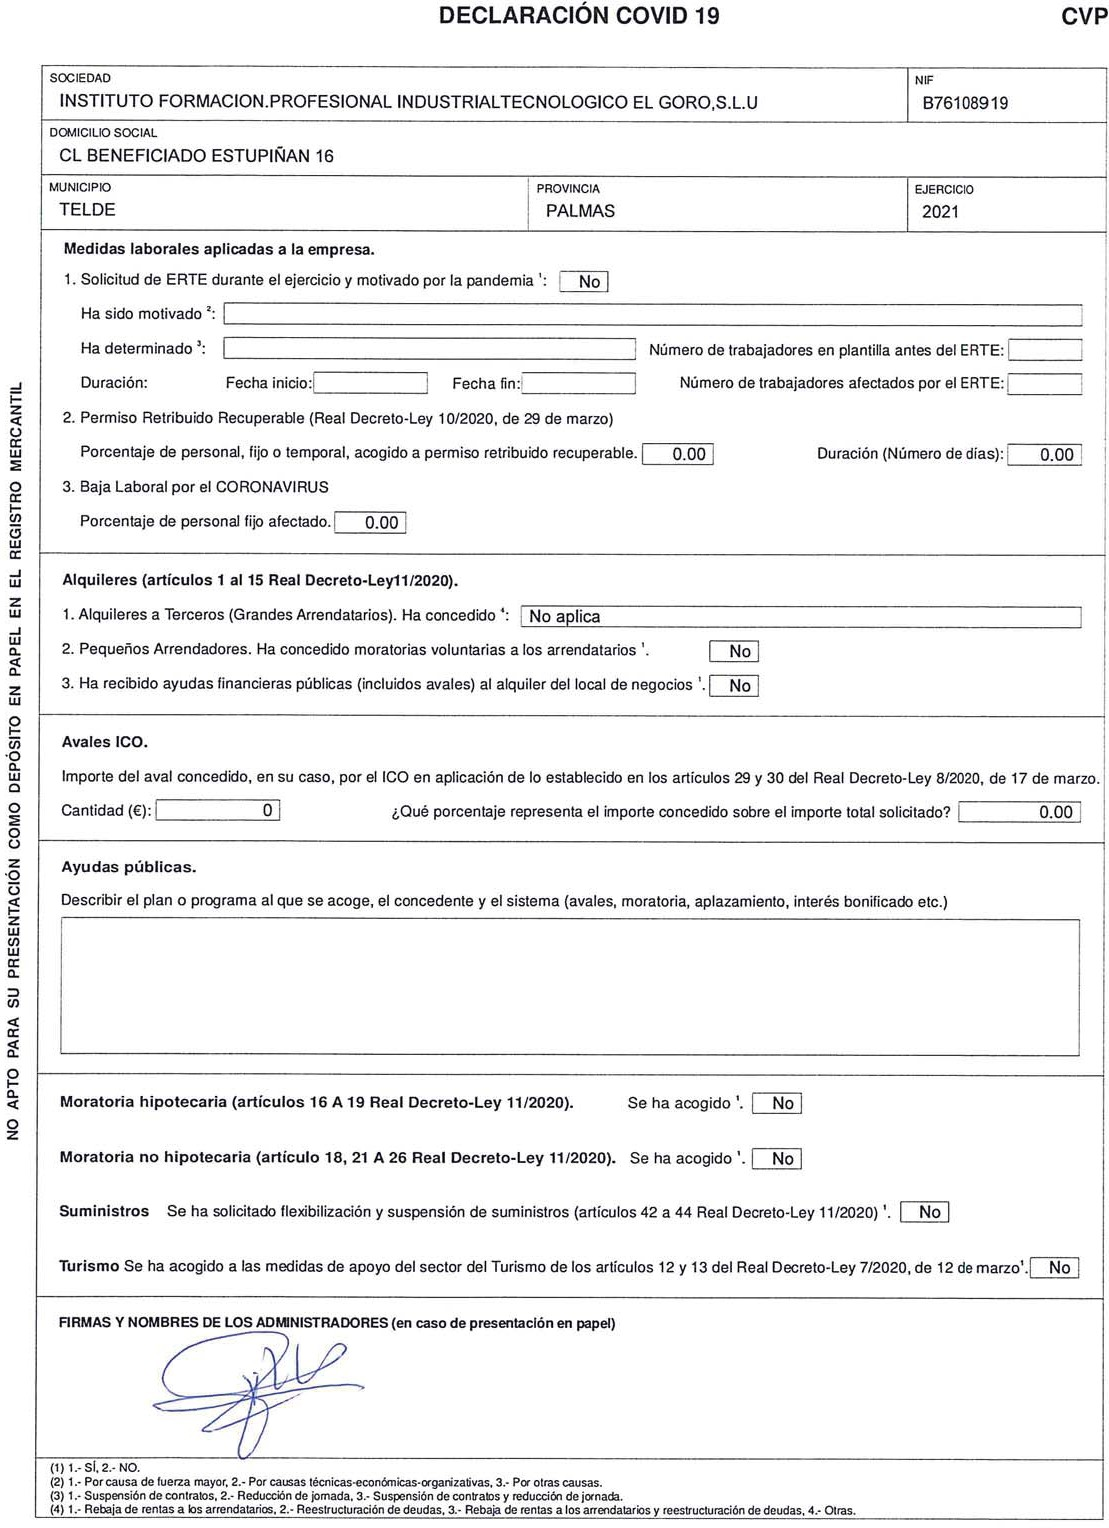 DECLARACIÓN COVID 19 CVP
SOCIEDAD NIF
INSTITUTO FORMACION.PROFESIONAL INDUSTRIALTECNOLOGICO EL GORO,S.L.U B76108919
DOMICILIO SOCIAL
CL BENEFICIADO ESTUPIÑAN 16
MUNICIPIO PROVINCIA EJERCICIO
TELDE PALMAS 2021
Medidas laborales aplicadas a la empresa.
1. Solicitud de ERTE durante el ejercicio y motivado por la pandemia ¹: No
Ha sido motivado ²:
Ha determinado ³: Número de trabajadores en plantilla antes del ERTE:
Duración: Fecha inicio: Fecha fin: Número de trabajadores afectados por el ERTE:
2. Permiso Retribuido Recuperable (Real Decreto-Ley 10/2020, de 29 de marzo)
Porcentaje de personal, fijo o temporal, acogido a permiso retribuido recuperable. 0.00 Duración (Número de días): 0.00
3. Baja Laboral por el CORONAVIRUS
Porcentaje de personal fijo afectado. 0.00
Alquileres (artículos 1 al 15 Real Decreto-Ley11/2020).
1. Alquileres a Terceros (Grandes Arrendatarios). Ha concedido ⁴: No aplica
2. Pequeños Arrendadores. Ha concedido moratorias voluntarias a los arrendatarios ¹. No
3. Ha recibido ayudas financieras públicas (incluidos avales) al alquiler del local de negocios ¹. No
Avales ICO.
Importe del aval concedido, en su caso, por el ICO en aplicación de lo establecido en los artículos 29 y 30 del Real Decreto-Ley 8/2020, de 17 de marzo.
Cantidad (€): 0 ¿Qué porcentaje representa el importe concedido sobre el importe total solicitado? 0.00
Ayudas públicas.
Describir el plan o programa al que se acoge, el concedente y el sistema (avales, moratoria, aplazamiento, interés bonificado etc.)
Moratoria hipotecaria (artículos 16 A 19 Real Decreto-Ley 11/2020). Se ha acogido ¹. No
Moratoria no hipotecaria (artículo 18, 21 A 26 Real Decreto-Ley 11/2020). Se ha acogido ¹. No
Suministros Se ha solicitado flexibilización y suspensión de suministros (artículos 42 a 44 Real Decreto-Ley 11/2020) ¹. No
Turismo Se ha acogido a las medidas de apoyo del sector del Turismo de los artículos 12 y 13 del Real Decreto-Ley 7/2020, de 12 de marzo¹. No
FIRMAS Y NOMBRES DE LOS ADMINISTRADORES (en caso de presentación en papel)
(1) 1.- SÍ, 2.- NO.
(2) 1.- Por causa de fuerza mayor, 2.- Por causas técnicas-económicas-organizativas, 3.- Por otras causas.
(3) 1.- Suspensión de contratos, 2.- Reducción de jornada, 3.- Suspensión de contratos y reducción de jornada.
(4) 1.- Rebaja de rentas a los arrendatarios, 2.- Reestructuración de deudas, 3.- Rebaja de rentas a los arrendatarios y reestructuración de deudas, 4.- Otras.
NO APTO PARA SU PRESENTACIÓN COMO DEPÓSITO EN PAPEL EN EL REGISTRO MERCANTIL